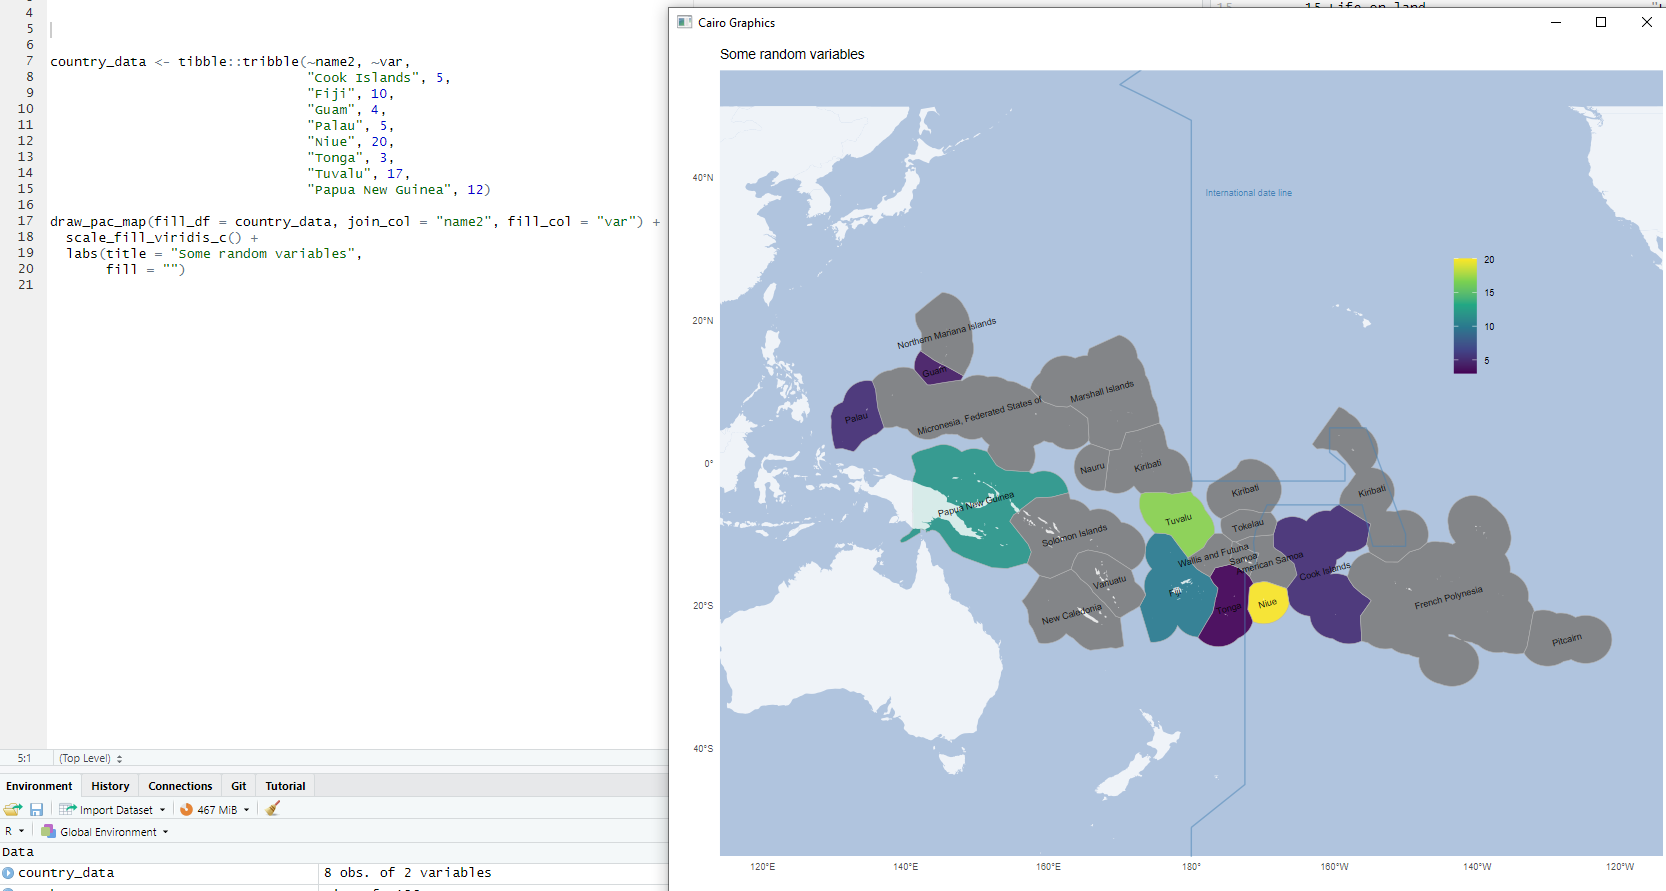 4
5
6
7 country_data <- tibble::tribble(~name2, ~var,
8 "Cook Islands", 5,
9 "Fiji", 10,
10 "Guam", 4,
11 "Palau", 5,
12 "Niue", 20,
13 "Tonga", 3,
14 "Tuvalu", 17,
15 "Papua New Guinea", 12)
16
17 draw_pac_map(fill_df = country_data, join_col = "name2", fill_col = "var") +
18 scale_fill_viridis_c() +
19 labs(title = "Some random variables",
20 fill = "")
21
5:1 (Top Level)
Environment History Connections Git Tutorial
Import Dataset 467 MiB
R Global Environment
Data
country_data 8 obs. of 2 variables
Cairo Graphics
Some random variables
40°N
20°N
0°
20°S
40°S
International date line
20
15
10
5
Northern Mariana Islands
Guam
Palau
Micronesia, Federated States of
Marshall Islands
Nauru
Kiribati
Kiribati
Kiribati
Papua New Guinea
Tuvalu
Tokelau
Solomon Islands
Wallis and Futuna
Samoa
American Samoa
Cook Islands
Vanuatu
Fiji
Tonga
Niue
New Caledonia
French Polynesia
Pitcairn
120°E 140°E 160°E 180° 160°W 140°W 120°W